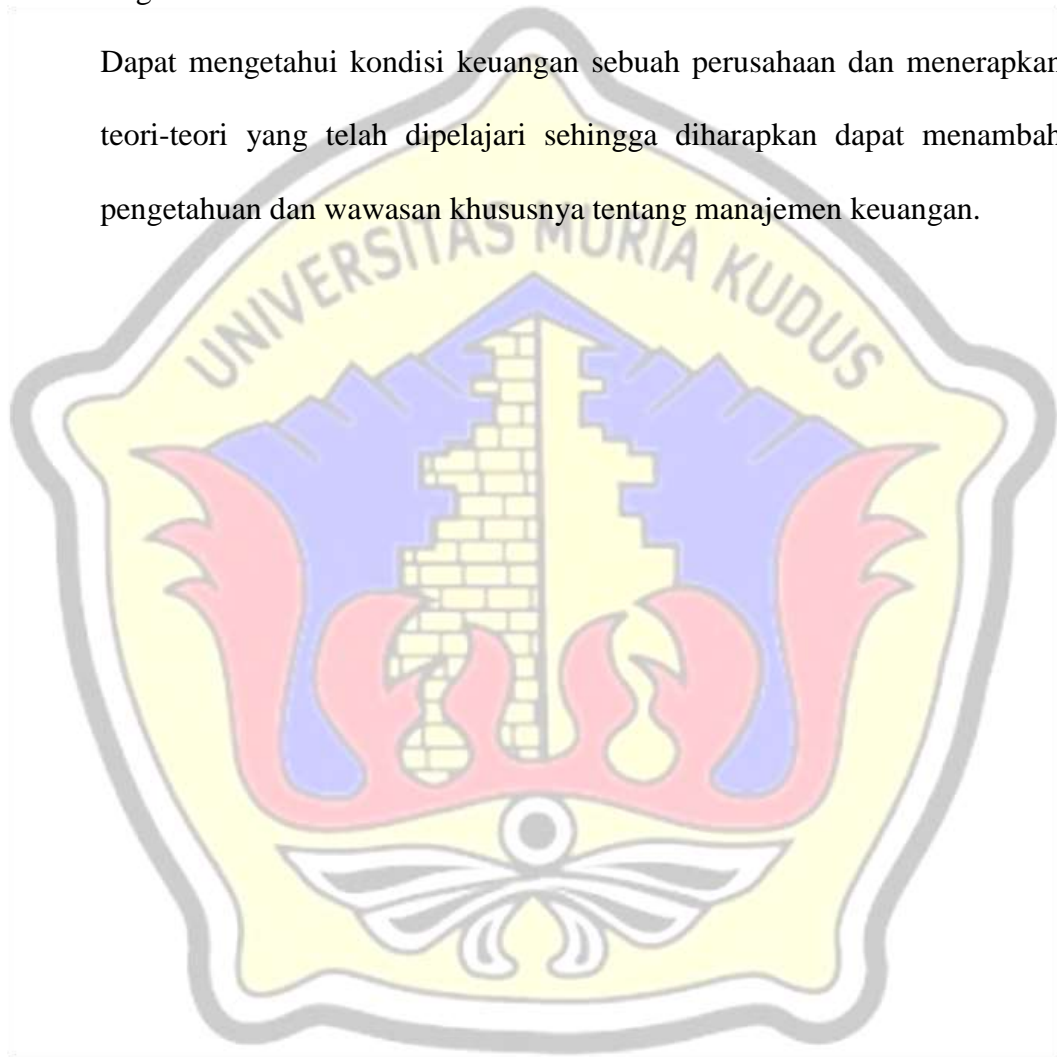 Dapat mengetahui kondisi keuangan sebuah perusahaan dan menerapkan
teori-teori yang telah dipelajari sehingga diharapkan dapat menambah
pengetahuan dan wawasan khususnya tentang manajemen keuangan.
UNIVERSITAS MURIA KUDUS